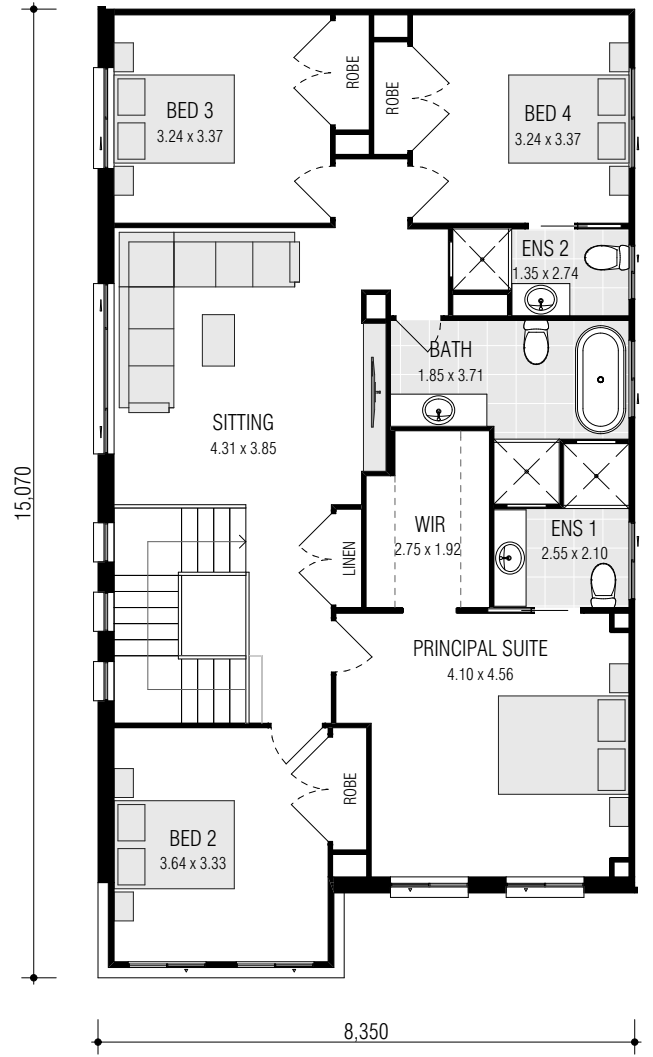 BED 3
3.24 x 3.37
ROBE
ROBE
BED 4
3.24 x 3.37
ENS 2
1.35 x 2.74
BATH
1.85 x 3.71
SITTING
4.31 x 3.85
15,070
WIR
2.75 x 1.92
ENS 1
2.55 x 2.10
LINEN
PRINCIPAL SUITE
4.10 x 4.56
ROBE
BED 2
3.64 x 3.33
8,350